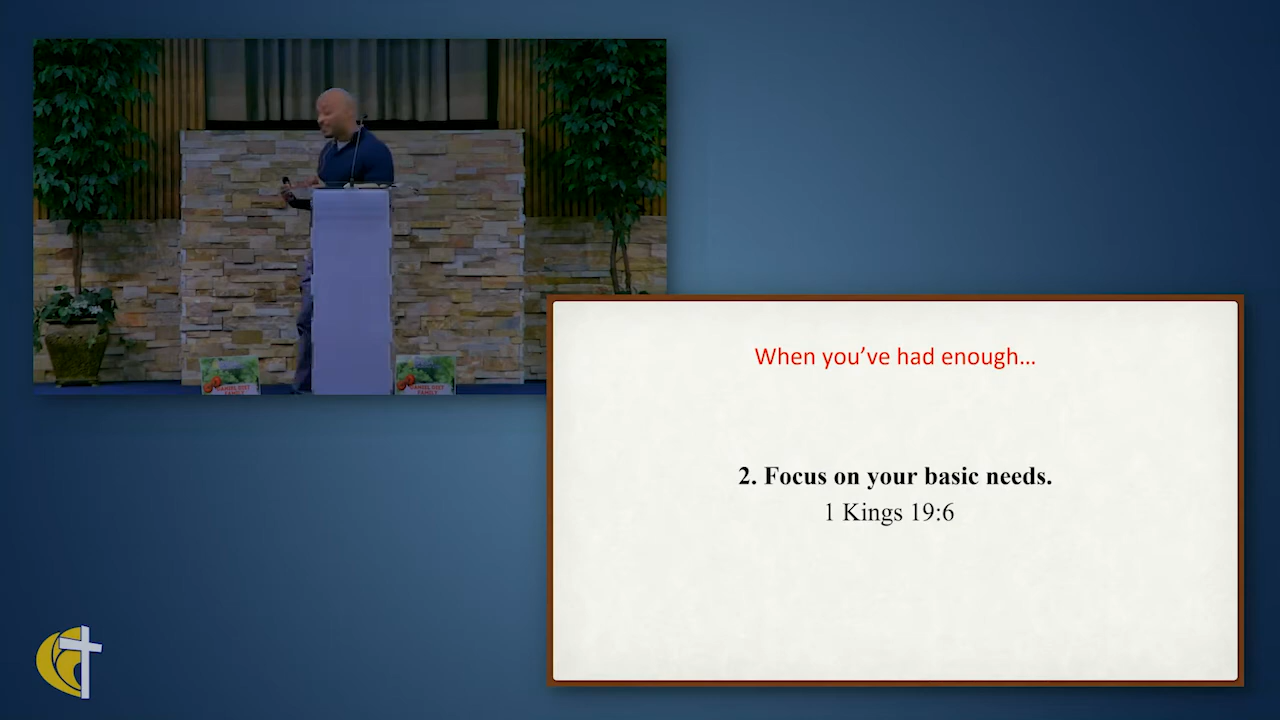 When you’ve had enough…
2. Focus on your basic needs.
1 Kings 19:6